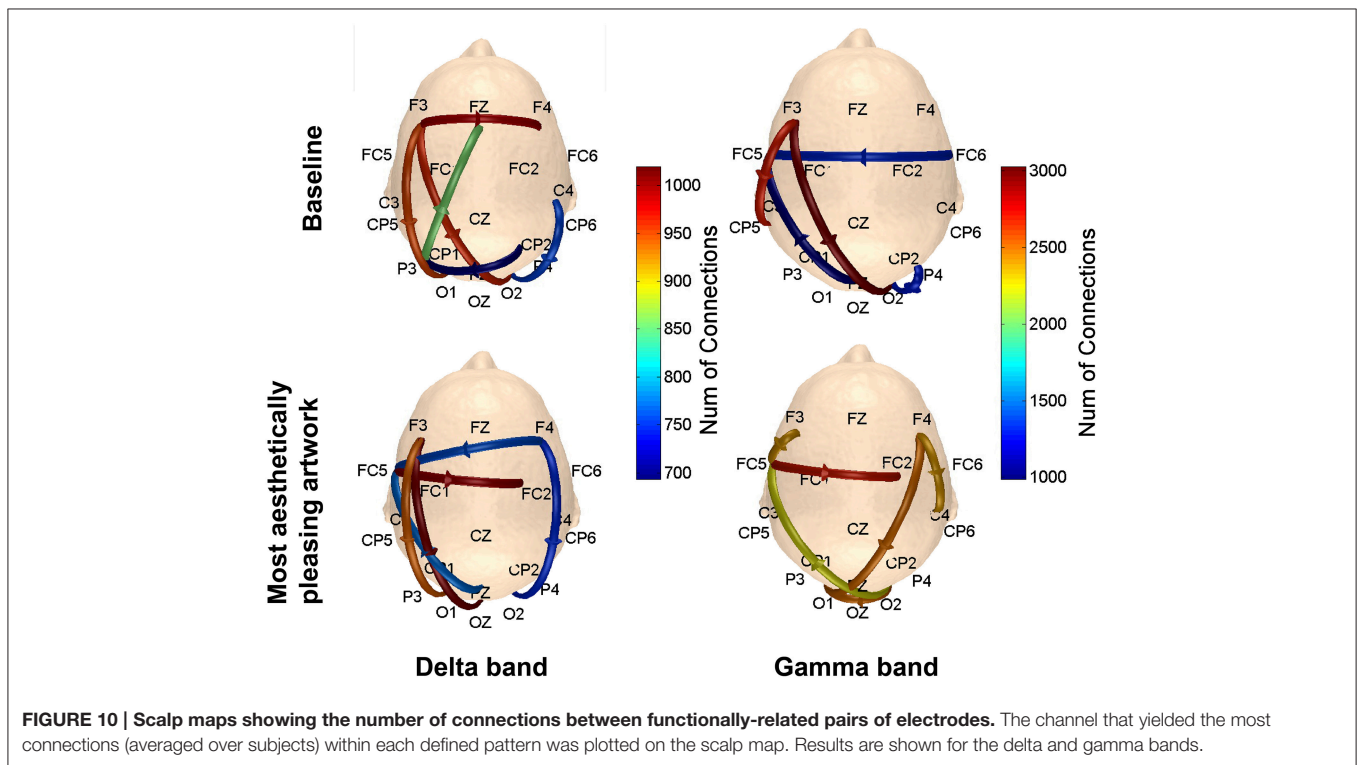 Baseline
F3 FZ F4
FC5 FC2 FC6
C3 C4
CP5 CZ CP6
CP1 CP2
P3 P4
O1 OZ O2
1000
950
900
850
800
750
700
Num of Connections
F3 FZ F4
FC5 FC2 FC6
C4
CP5 CZ CP6
CP1 CP2
P3 P4
O1 O2
3000
2500
2000
1500
1000
Num of Connections
Most aesthetically
pleasing artwork
F3 FZ F4
FC5 FC1 FC2 FC6
CP5 CZ CP6
CP2
P3 P4
O1 OZ O2
F3 FZ F4
FC5 FC2 FC6
C3 C4
CP5 CZ CP6
CP1 CP2
P3 P4
O1 OZ O2
Delta band
Gamma band
FIGURE 10 | Scalp maps showing the number of connections between functionally-related pairs of electrodes. The channel that yielded the most
connections (averaged over subjects) within each defined pattern was plotted on the scalp map. Results are shown for the delta and gamma bands.